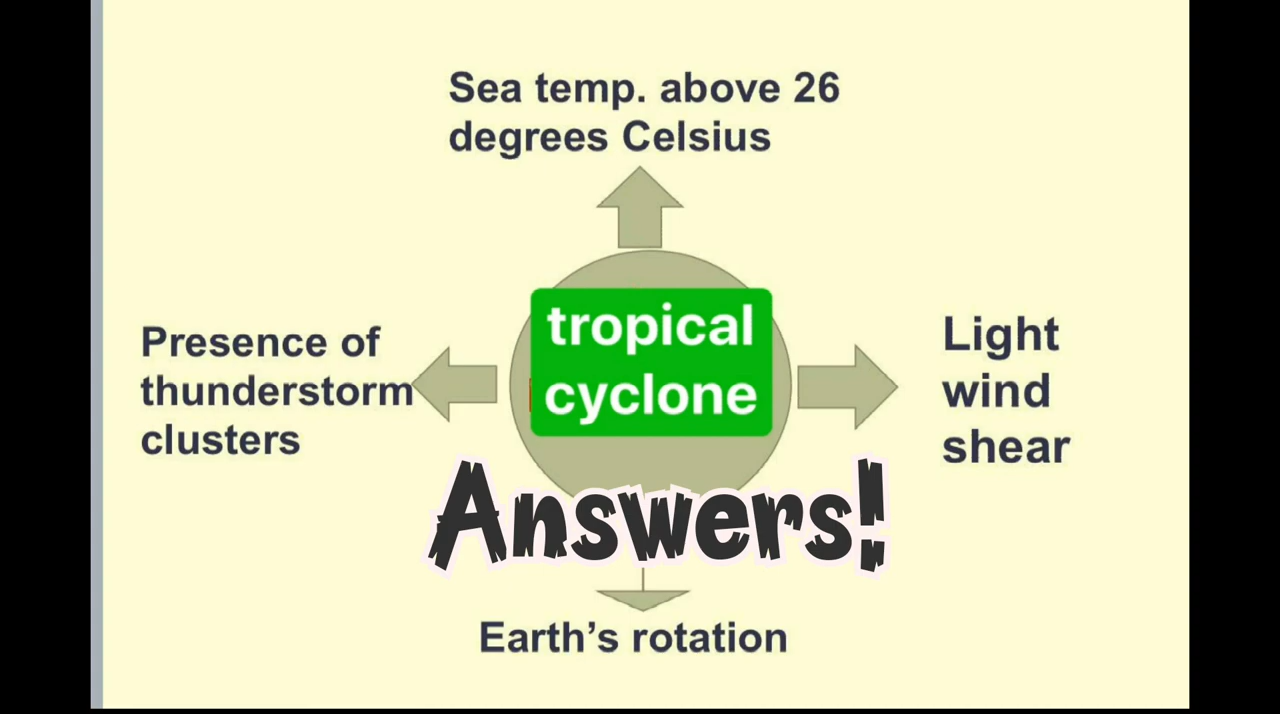 Sea temp. above 26
degrees Celsius
Presence of
thunderstorm
clusters
tropical
cyclone
Light
wind
shear
Answers!
Earth’s rotation